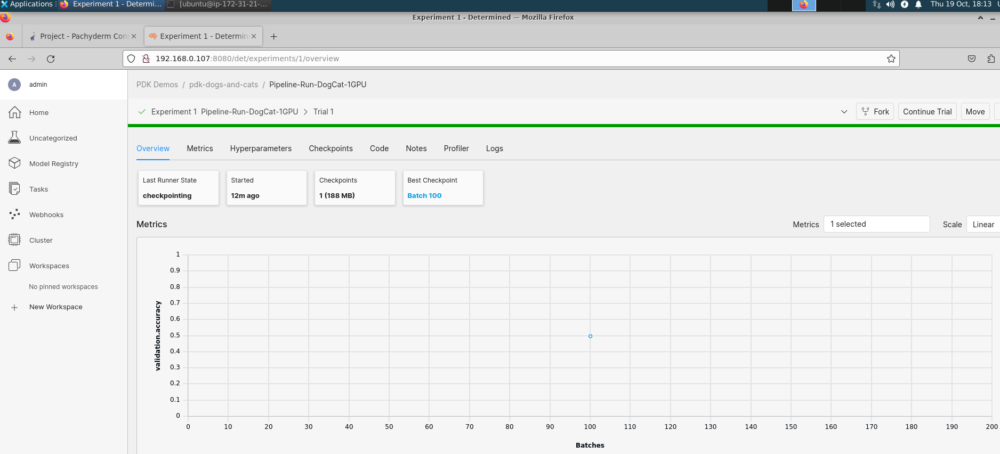 Applications Experiment 1 - Determi... [ubuntu@ip-172-31-21-... Thu 19 Oct, 18:13 U
Experiment 1 - Determined — Mozilla Firefox
Project - Pachyderm Cons Experiment 1 - Determin
192.168.0.107:8080/det/experiments/1/overview
A admin
PDK Demos / pdk-dogs-and-cats / Pipeline-Run-DogCat-1GPU
Experiment 1 Pipeline-Run-DogCat-1GPU > Trial 1
Fork Continue Trial Move
Home
Uncategorized
Model Registry
Tasks
Webhooks
Cluster
Workspaces
No pinned workspaces
+ New Workspace
Overview Metrics Hyperparameters Checkpoints Code Notes Profiler Logs
Last Runner State
checkpointing
Started
12m ago
Checkpoints
1 (188 MB)
Best Checkpoint
Batch 100
Metrics
Metrics 1 selected Scale Linear
validation.accuracy
1
0.9
0.8
0.7
0.6
0.5
0.4
0.3
0.2
0.1
0
0 10 20 30 40 50 60 70 80 90 100 110 120 130 140 150 160 170 180 190 200
Batches